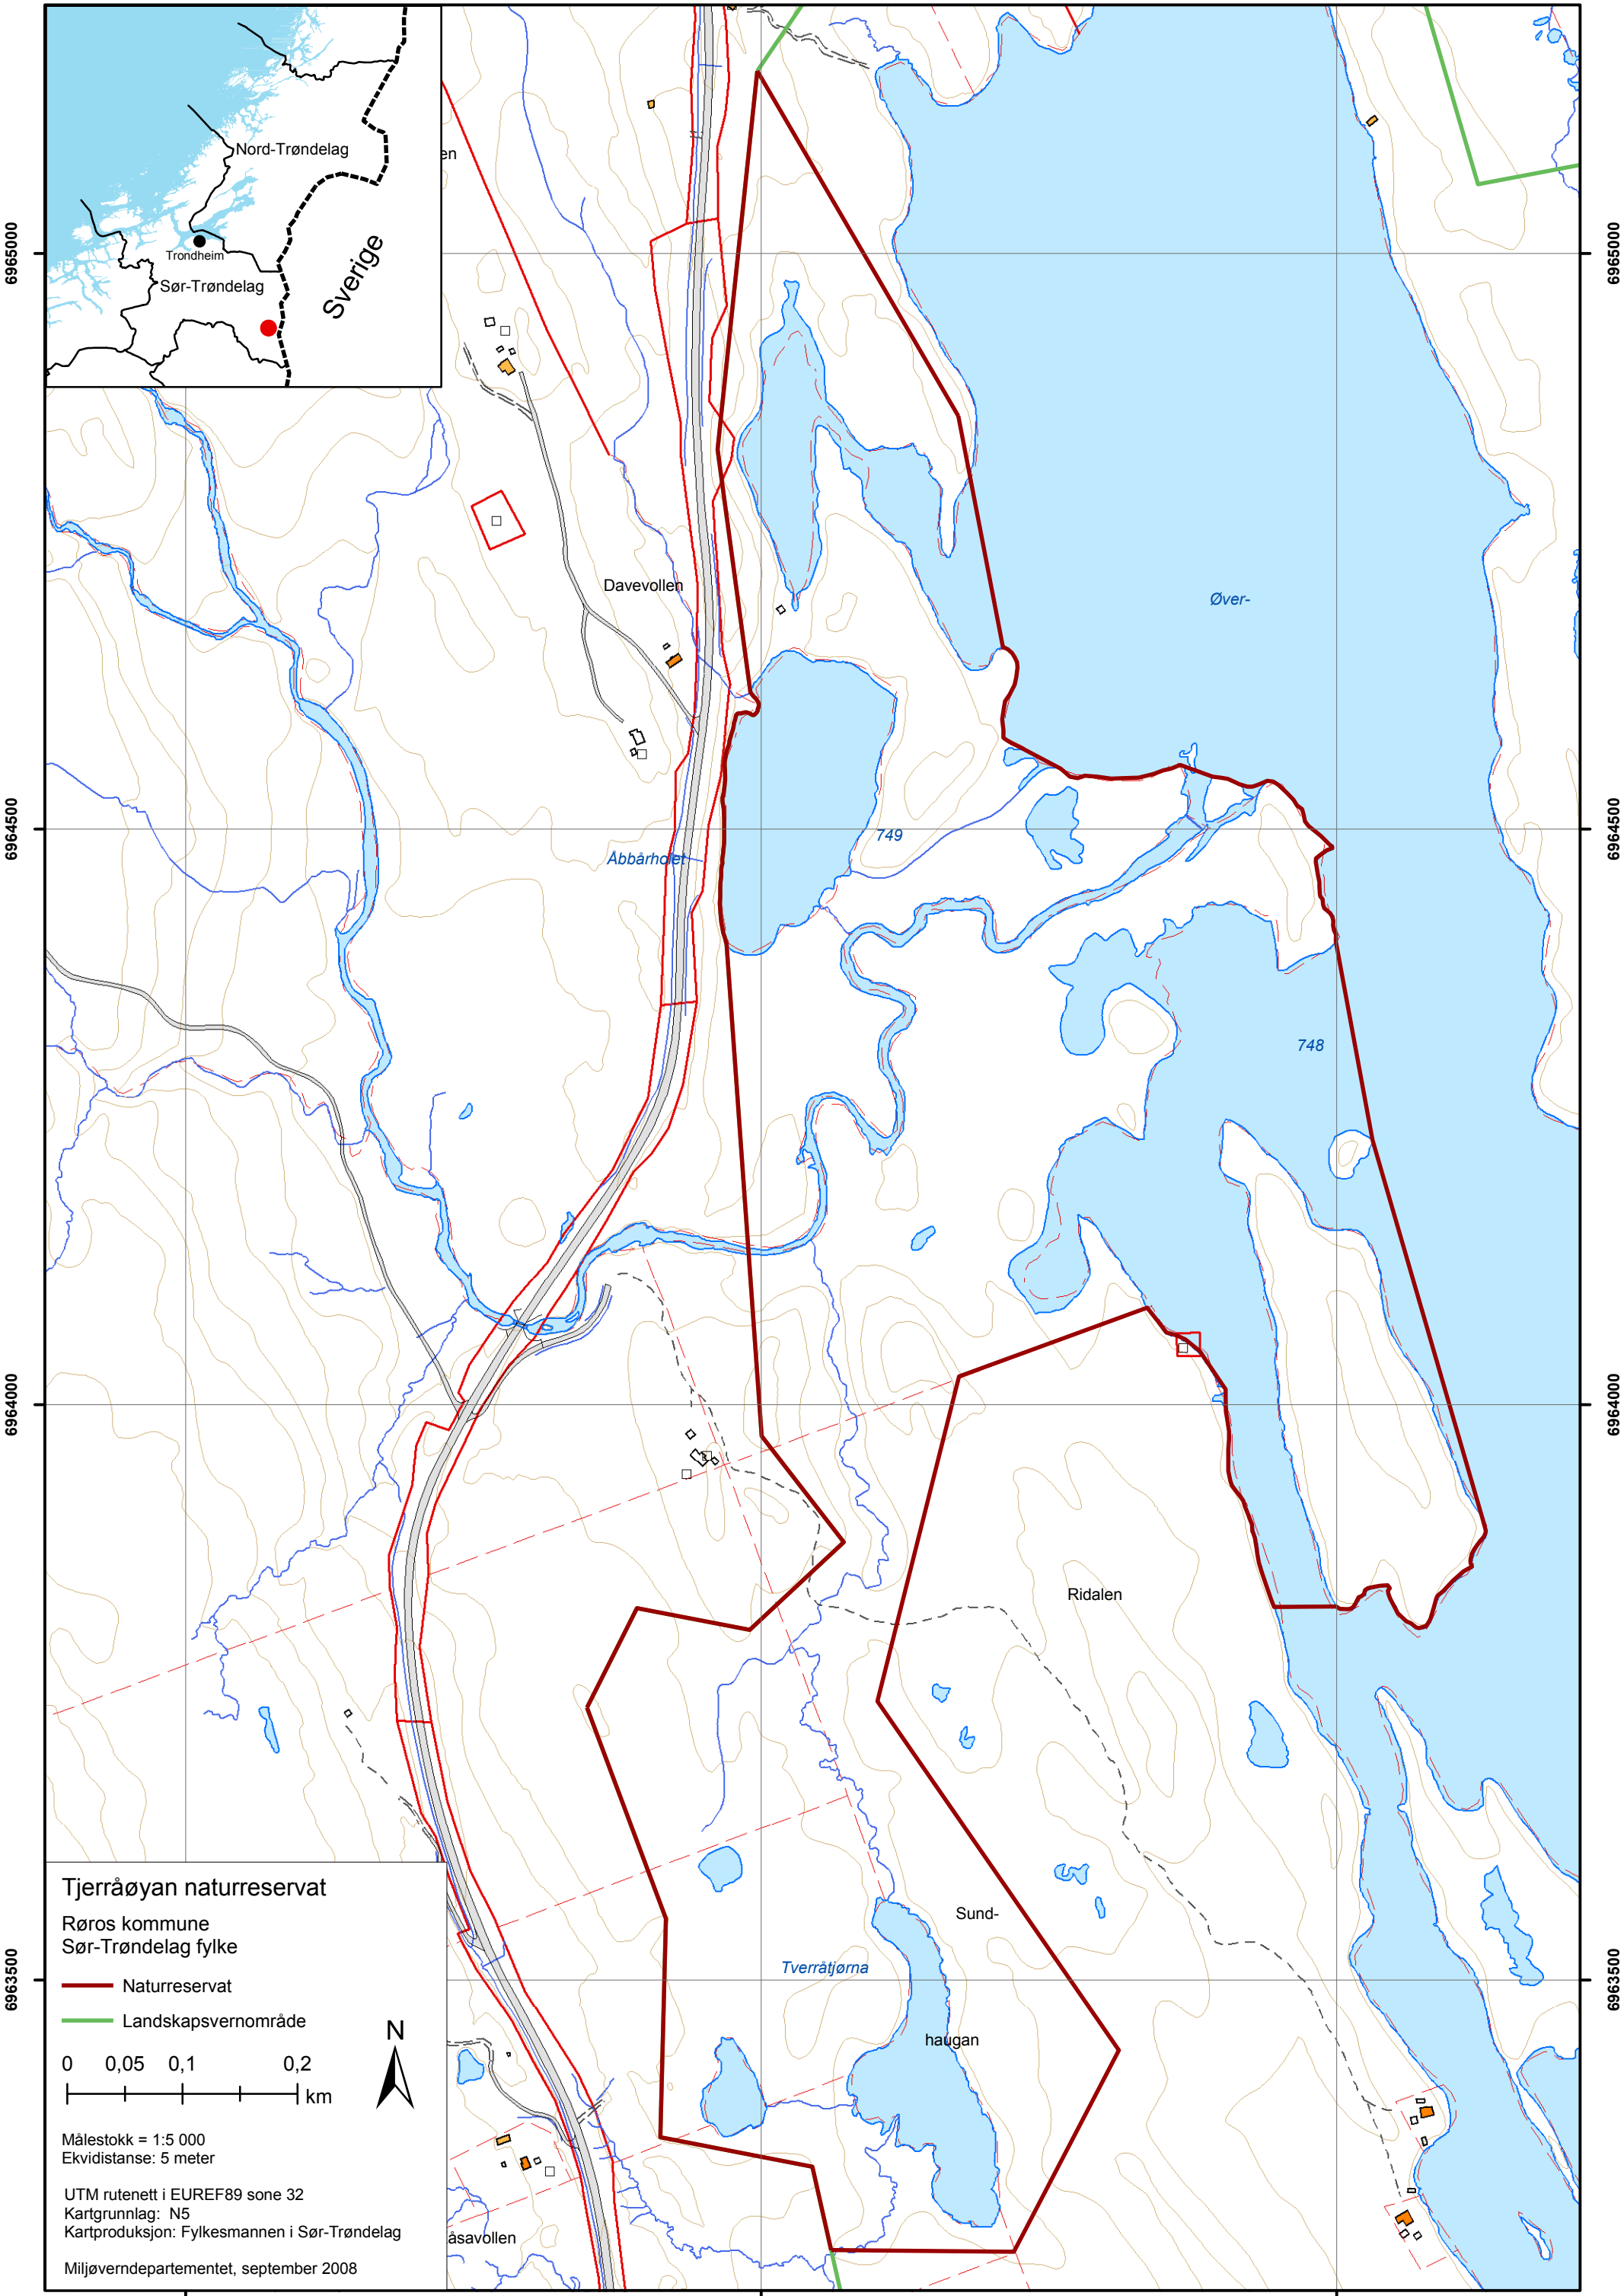 Nord-Trøndelag
Trondheim
Sør-Trøndelag
Sverige
en
6965000
6965000
Davevollen
Øver-
6964500
6964500
749
Åbbårholet
748
6964000
6964000
Ridalen
Sund-
Tverråtjørna
6963500
6963500
haugan
åsavollen
Tjerråøyan naturreservat
Røros kommune
Sør-Trøndelag fylke
Naturreservat
Landskapsvernområde
N
0 0,05 0,1 0,2
km
Målestokk = 1:5 000
Ekvidistanse: 5 meter
UTM rutenett i EUREF89 sone 32
Kartgrunnlag: N5
Kartproduksjon: Fylkesmannen i Sør-Trøndelag
Miljøverndepartementet, september 2008